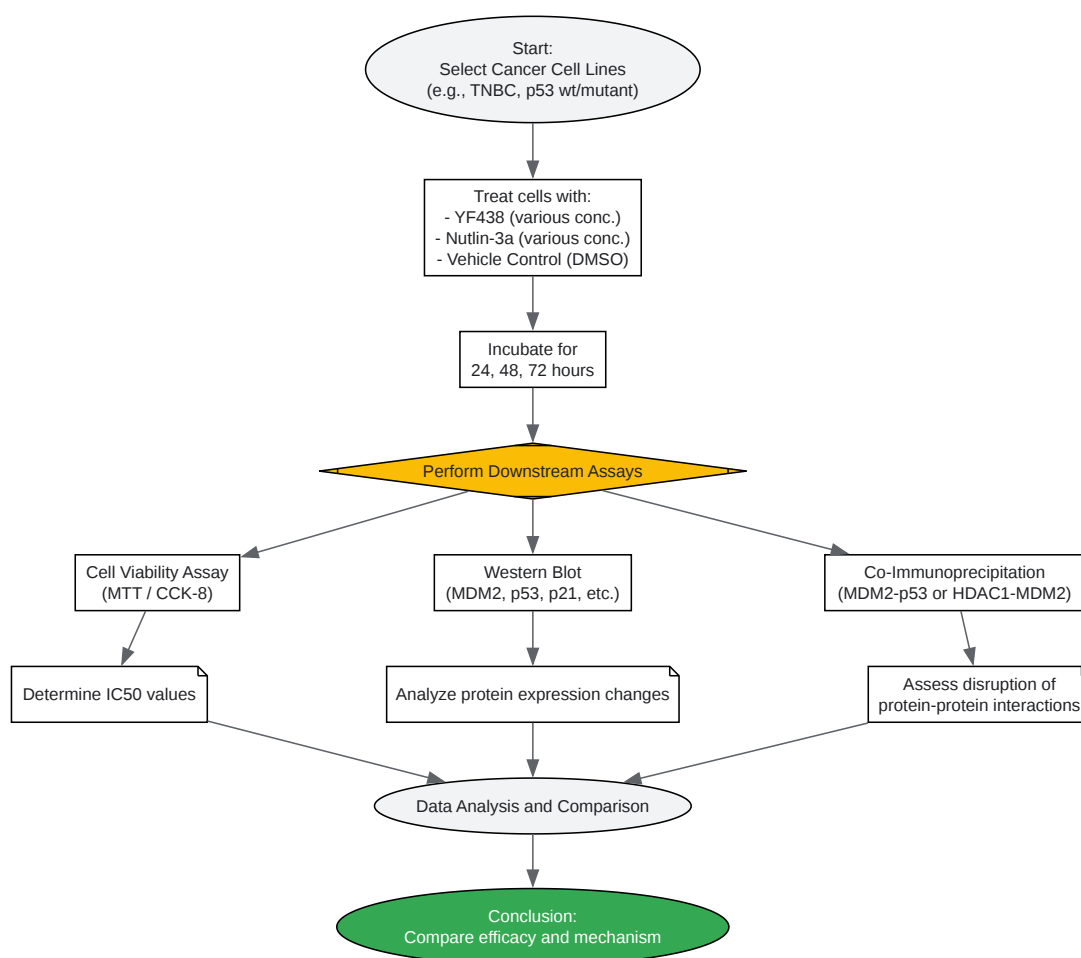 Start:
Select Cancer Cell Lines
(e.g., TNBC, p53 wt/mutant)
Treat cells with:
- YF438 (various conc.)
- Nutlin-3a (various conc.)
- Vehicle Control (DMSO)
Incubate for
24, 48, 72 hours
Perform Downstream Assays
Cell Viability Assay
(MTT / CCK-8)
Western Blot
(MDM2, p53, p21, etc.)
Co-Immunoprecipitation
(MDM2-p53 or HDAC1-MDM2)
Determine IC50 values
Analyze protein expression changes
Assess disruption of
protein-protein interactions
Data Analysis and Comparison
Conclusion:
Compare efficacy and mechanism